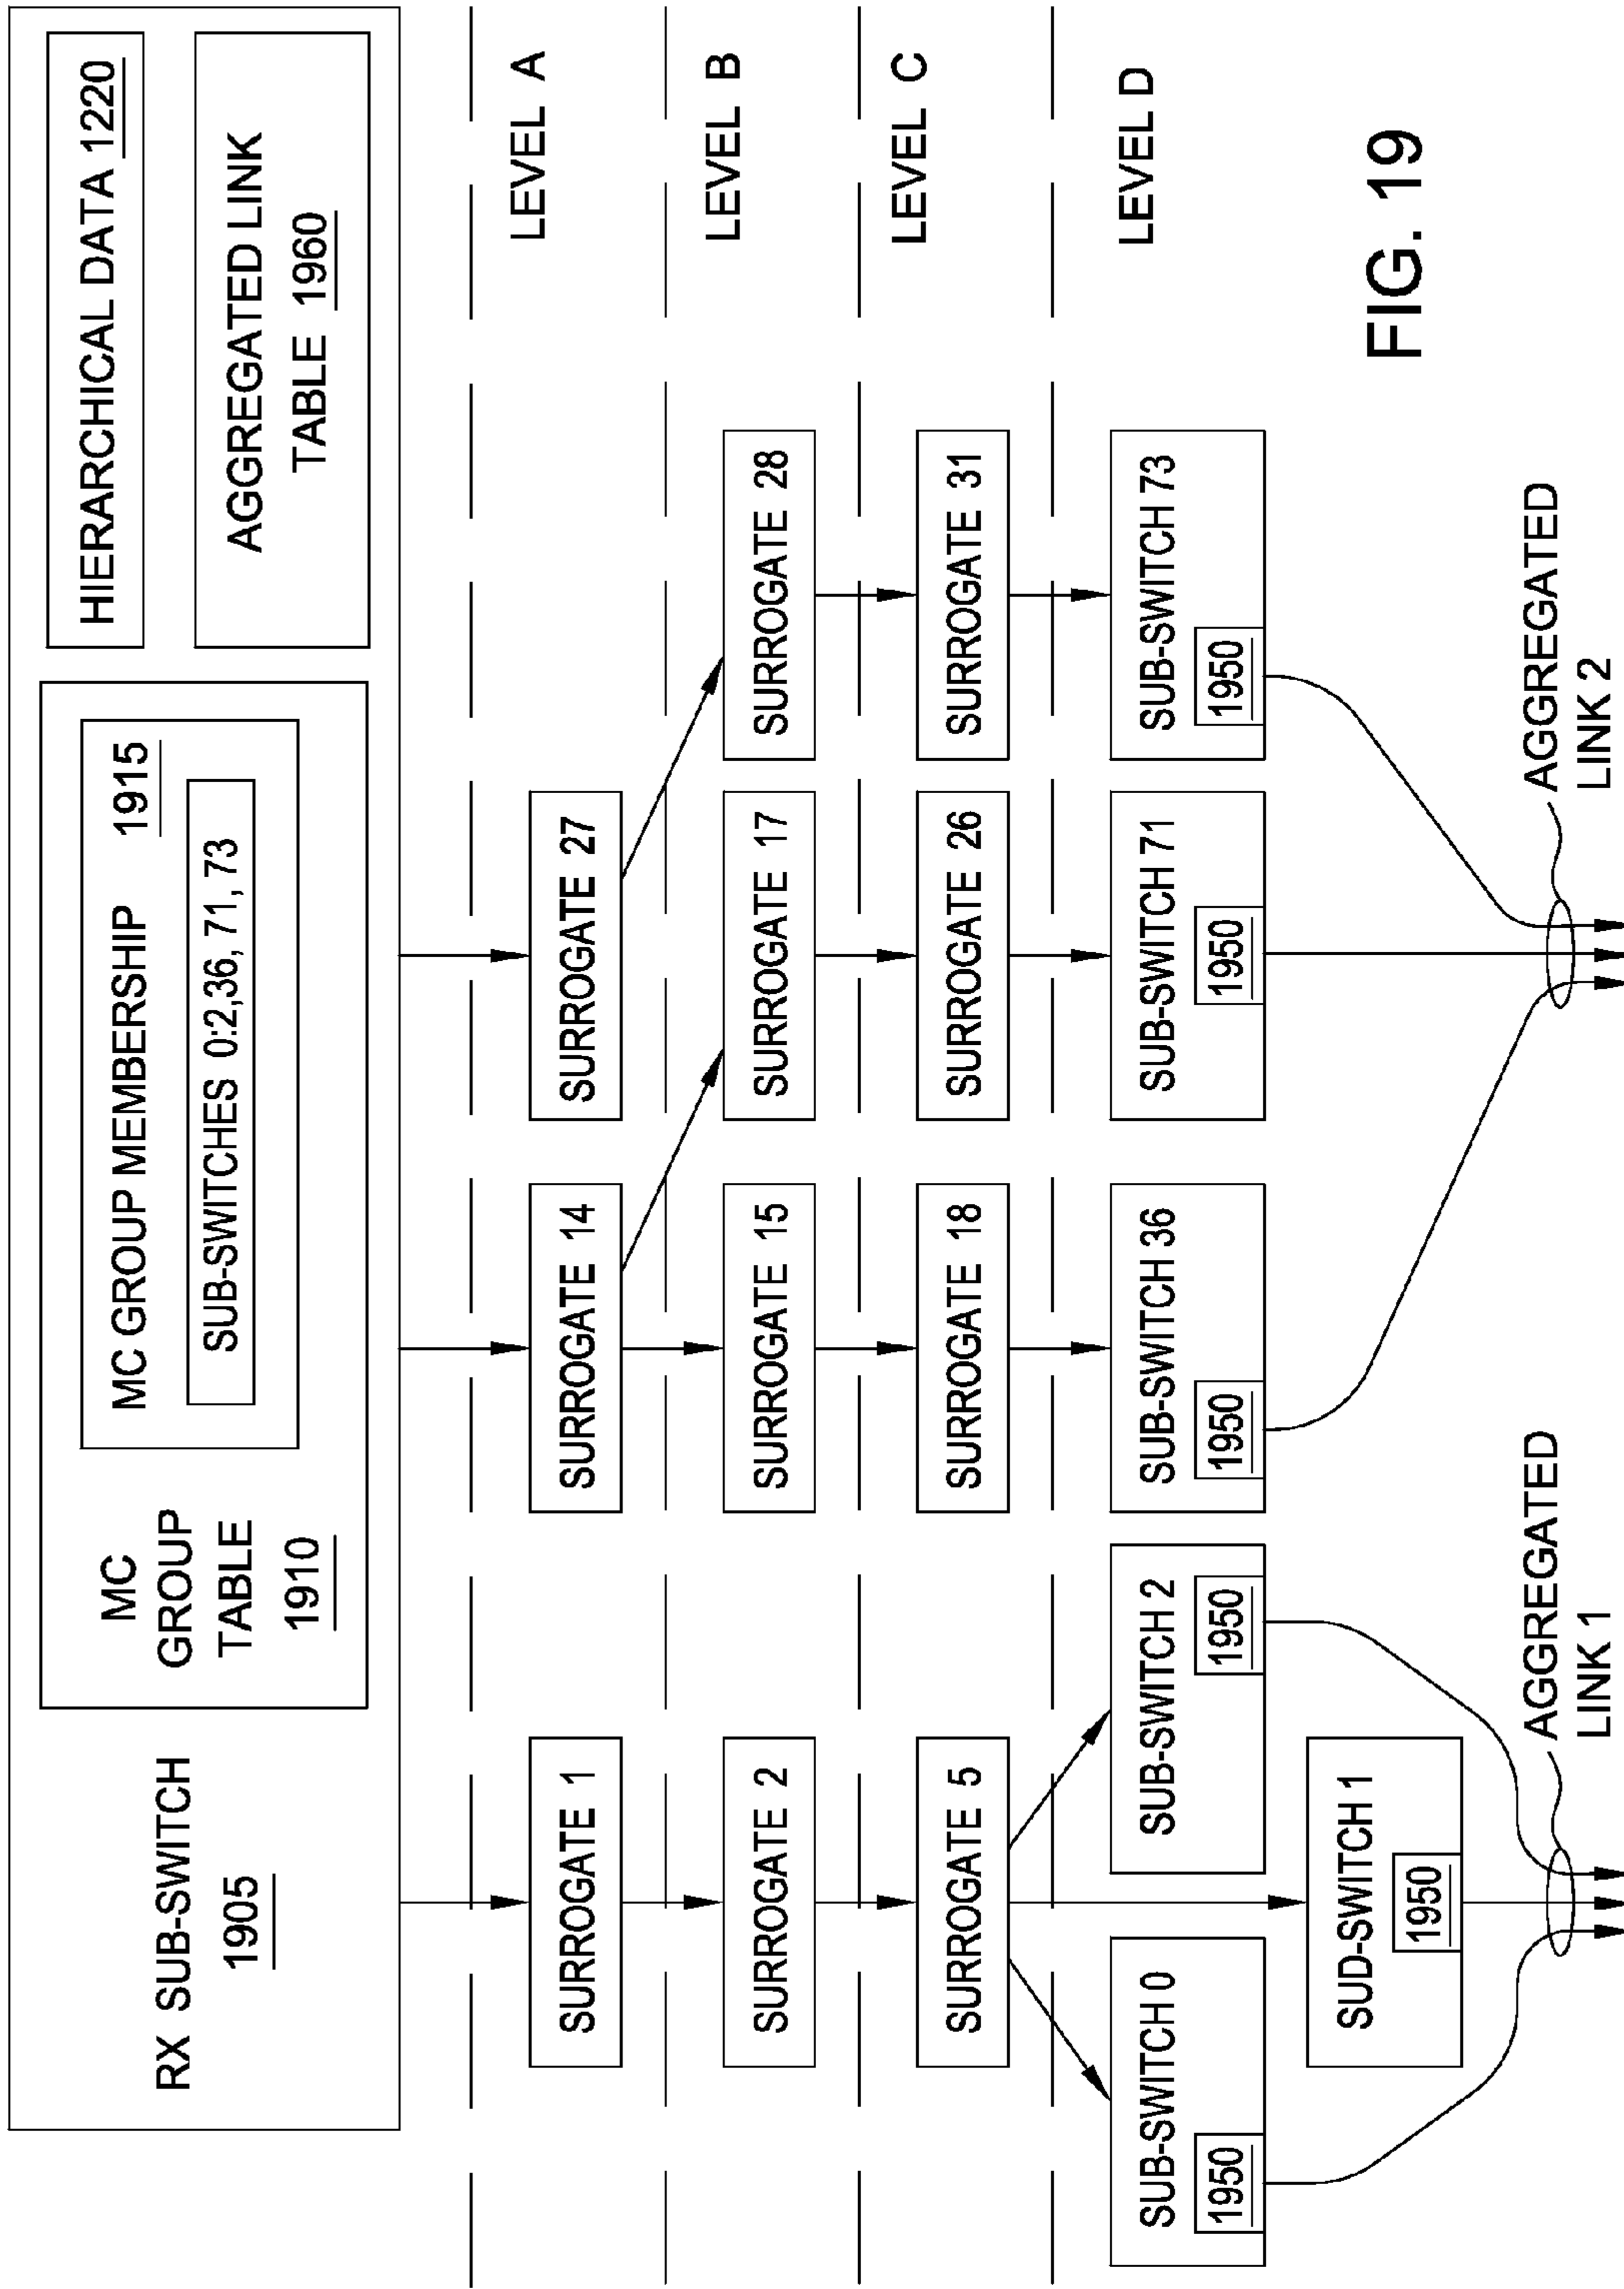 RX SUB-SWITCH
1905
MC
GROUP
TABLE
1910
MC GROUP MEMBERSHIP 1915
SUB-SWITCHES 0:2,36, 71, 73
HIERARCHICAL DATA 1220
AGGREGATED LINK
TABLE 1960
SURROGATE 1
SURROGATE 14
SURROGATE 27
LEVEL A
SURROGATE 2
SURROGATE 15
SURROGATE 17
SURROGATE 28
LEVEL B
SURROGATE 5
SURROGATE 18
SURROGATE 26
SURROGATE 31
LEVEL C
SUB-SWITCH 0
1950
SUB-SWITCH 2
1950
SUB-SWITCH 36
1950
SUB-SWITCH 71
1950
SUB-SWITCH 73
1950
LEVEL D
SUD-SWITCH 1
1950
AGGREGATED
LINK 1
AGGREGATED
LINK 2
FIG. 19